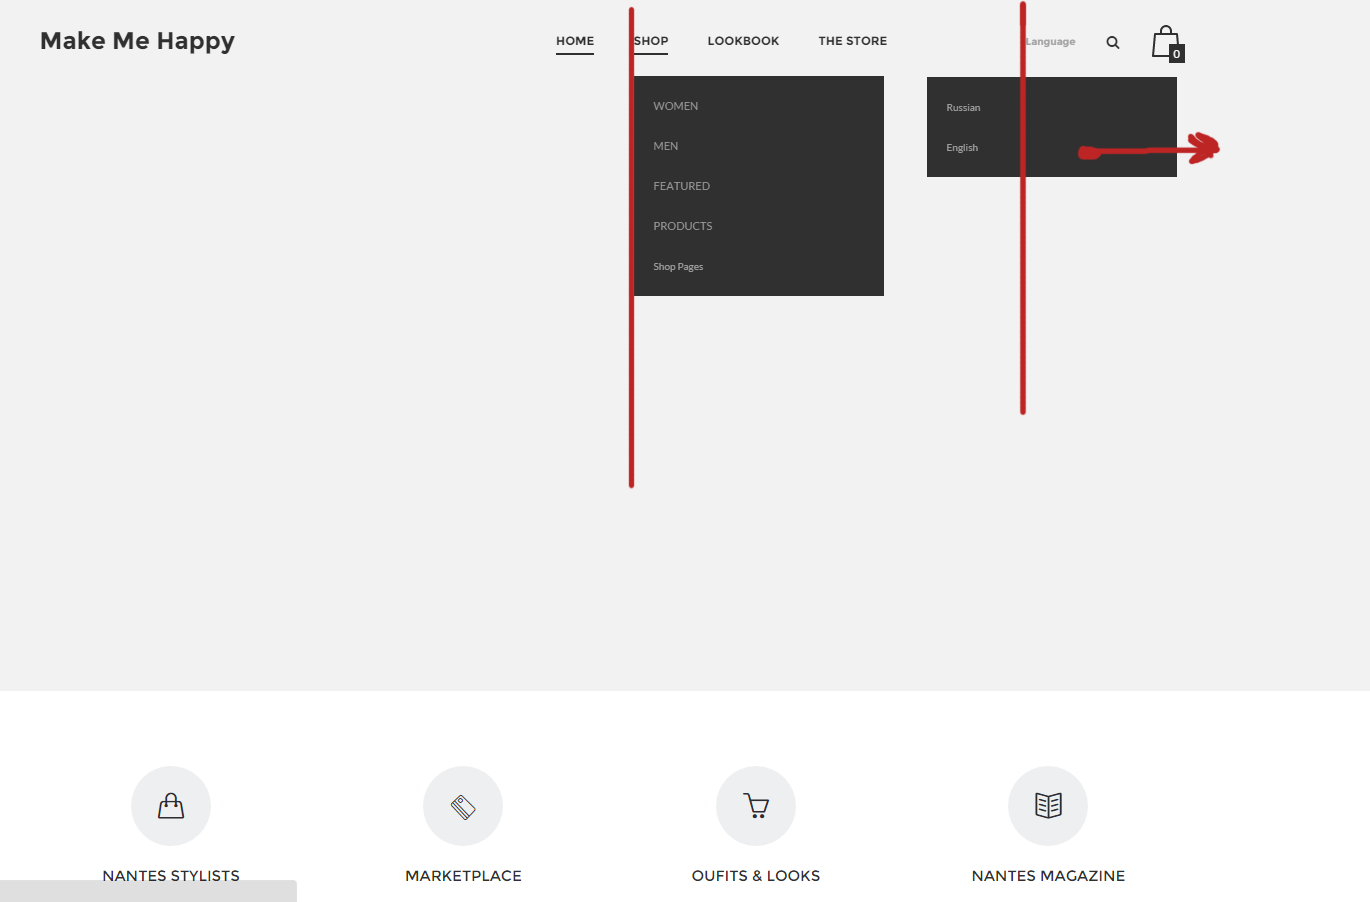 Make Me Happy
HOME SHOP LOOKBOOK THE STORE Language
0
WOMEN
MEN
FEATURED
PRODUCTS
Shop Pages
Russian
English
NANTES STYLISTS
MARKETPLACE
OUFITS & LOOKS
NANTES MAGAZINE